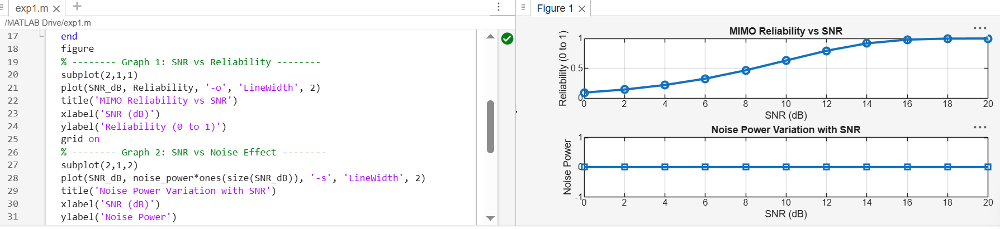 exp1.m
/MATLAB Drive/exp1.m
17 end
18 figure
19 % -------- Graph 1: SNR vs Reliability --------
20 subplot(2,1,1)
21 plot(SNR_dB, Reliability, '-o', 'LineWidth', 2)
22 title('MIMO Reliability vs SNR')
23 xlabel('SNR (dB)')
24 ylabel('Reliability (0 to 1)')
25 grid on
26 % -------- Graph 2: SNR vs Noise Effect --------
27 subplot(2,1,2)
28 plot(SNR_dB, noise_power*ones(size(SNR_dB)), '-s', 'LineWidth', 2)
29 title('Noise Power Variation with SNR')
30 xlabel('SNR (dB)')
31 ylabel('Noise Power')
Figure 1
MIMO Reliability vs SNR
Reliability (0 to 1)
1
0.5
0
0 2 4 6 8 10 12 14 16 18 20
SNR (dB)
Noise Power Variation with SNR
Noise Power
1
0
-1
0 2 4 6 8 10 12 14 16 18 20
SNR (dB)